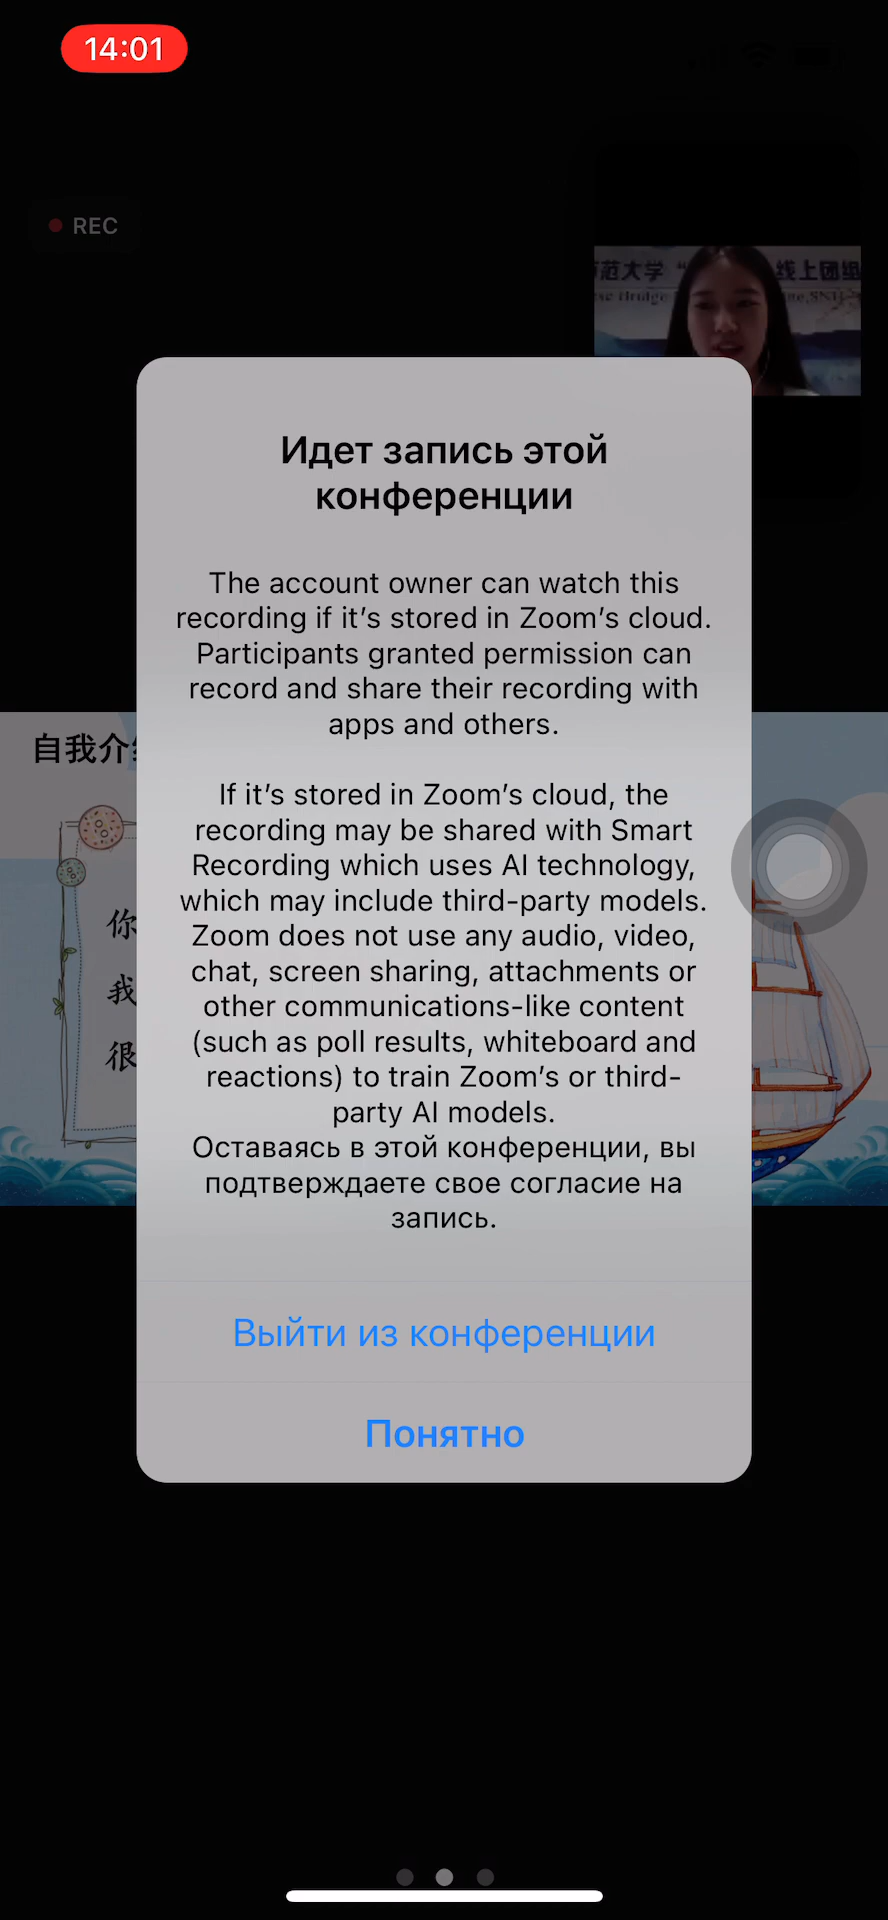 14:01
REC
范大学 " 线上团组
se Bridge
Идет запись этой
конференции
The account owner can watch this
recording if it's stored in Zoom's cloud.
Participants granted permission can
record and share their recording with
apps and others.
If it's stored in Zoom's cloud, the
recording may be shared with Smart
Recording which uses AI technology,
which may include third-party models.
Zoom does not use any audio, video,
chat, screen sharing, attachments or
other communications-like content
(such as poll results, whiteboard and
reactions) to train Zoom's or third-
party AI models.
Оставаясь в этой конференции, вы
подтверждаете свое согласие на
запись.
自我介
你
我
很
Выйти из конференции
Понятно